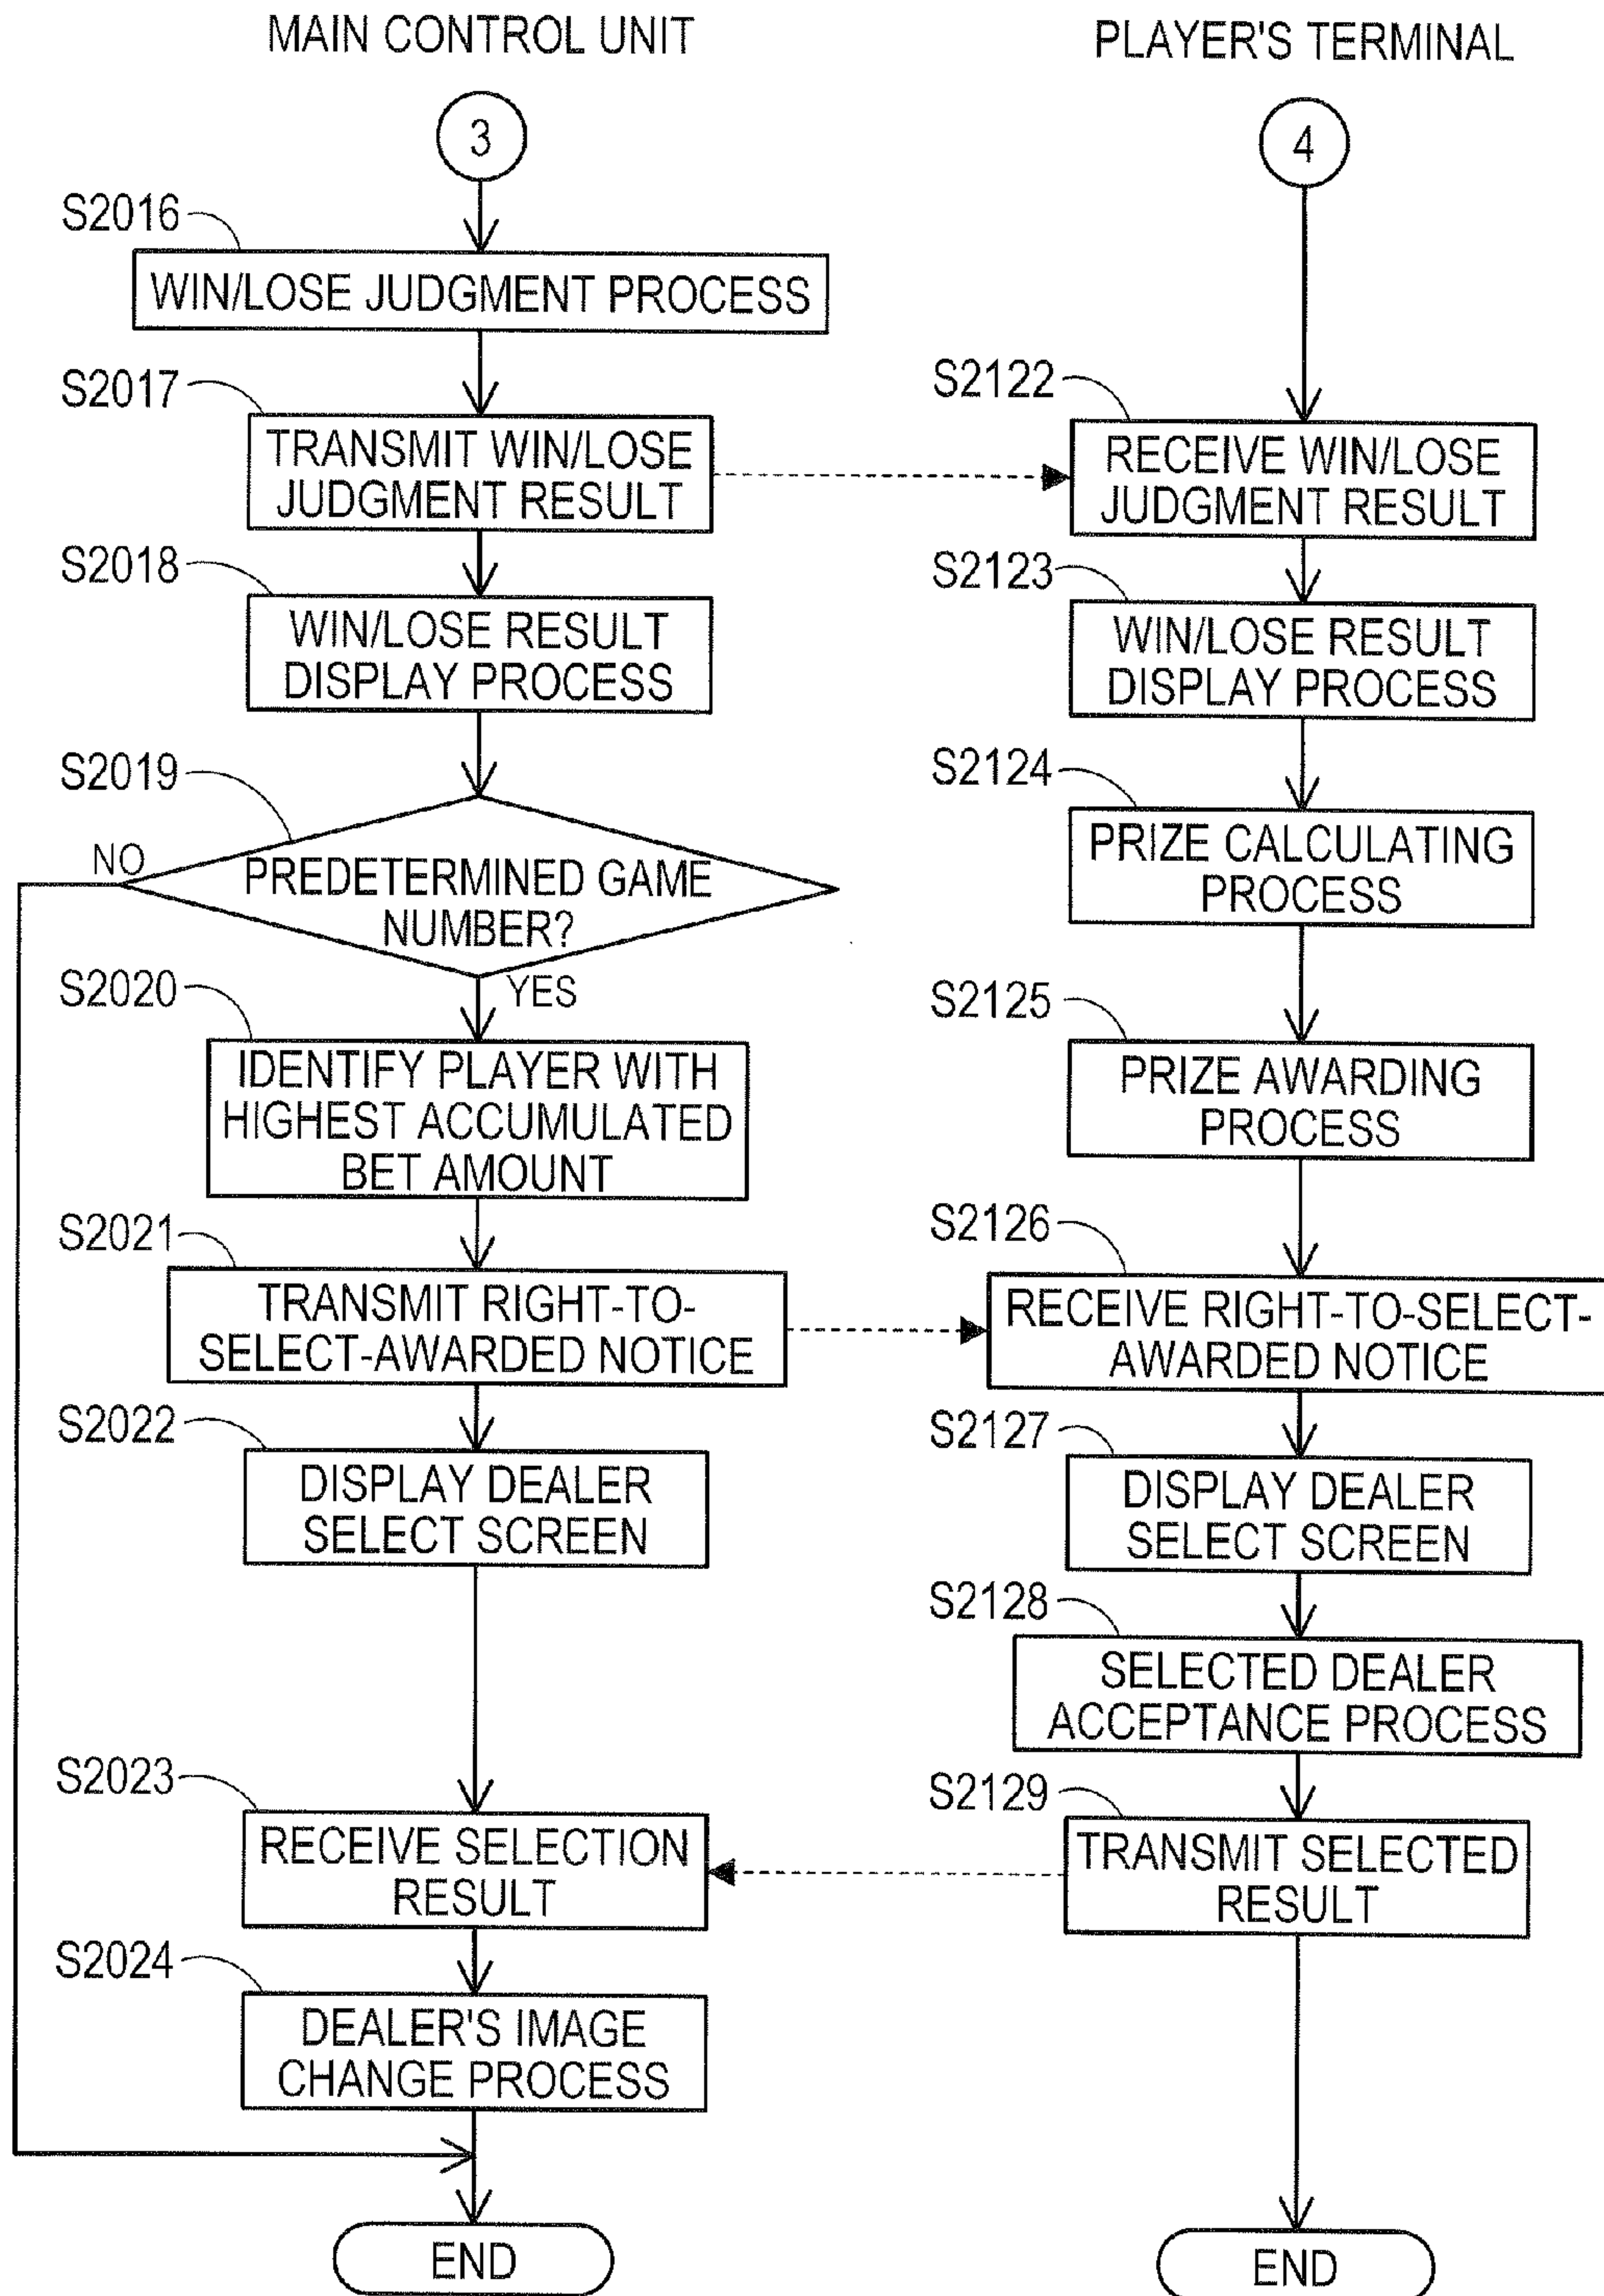 MAIN CONTROL UNIT
PLAYER'S TERMINAL
3
4
S2016
WIN/LOSE JUDGMENT PROCESS
S2017
TRANSMIT WIN/LOSE
JUDGMENT RESULT
S2122
RECEIVE WIN/LOSE
JUDGMENT RESULT
S2018
WIN/LOSE RESULT
DISPLAY PROCESS
S2123
WIN/LOSE RESULT
DISPLAY PROCESS
S2019
NO
PREDETERMINED GAME
NUMBER?
YES
S2124
PRIZE CALCULATING
PROCESS
S2020
IDENTIFY PLAYER WITH
HIGHEST ACCUMULATED
BET AMOUNT
S2125
PRIZE AWARDING
PROCESS
S2021
TRANSMIT RIGHT-TO-
SELECT-AWARDED NOTICE
S2126
RECEIVE RIGHT-TO-SELECT-
AWARDED NOTICE
S2022
DISPLAY DEALER
SELECT SCREEN
S2127
DISPLAY DEALER
SELECT SCREEN
S2128
SELECTED DEALER
ACCEPTANCE PROCESS
S2023
RECEIVE SELECTION
RESULT
S2129
TRANSMIT SELECTED
RESULT
S2024
DEALER'S IMAGE
CHANGE PROCESS
END
END